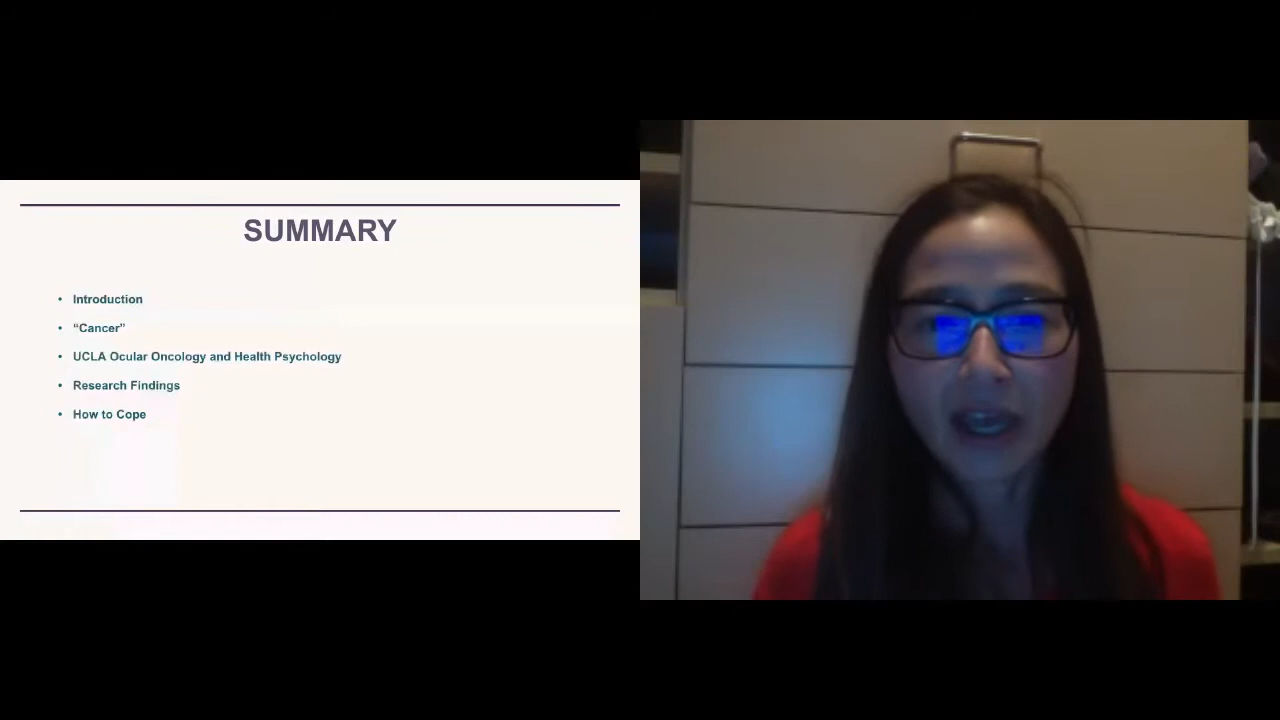 SUMMARY
• Introduction
• “Cancer”
• UCLA Ocular Oncology and Health Psychology
• Research Findings
• How to Cope